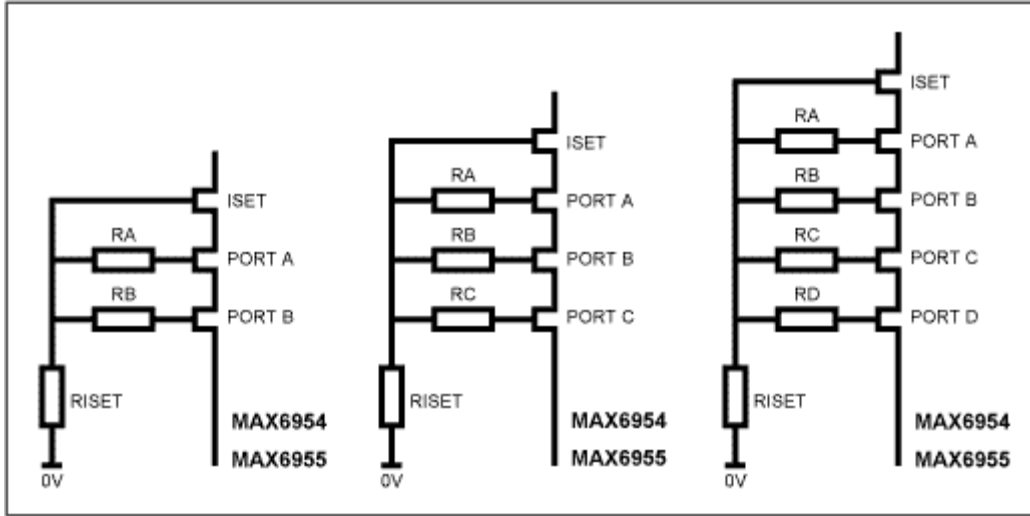 ISET
RA
PORT A
RB
PORT B
RISET
MAX6954
MAX6955
0V
ISET
RA
PORT A
RB
PORT B
RC
PORT C
RISET
MAX6954
MAX6955
0V
ISET
RA
PORT A
RB
PORT B
RC
PORT C
RD
PORT D
RISET
MAX6954
MAX6955
0V